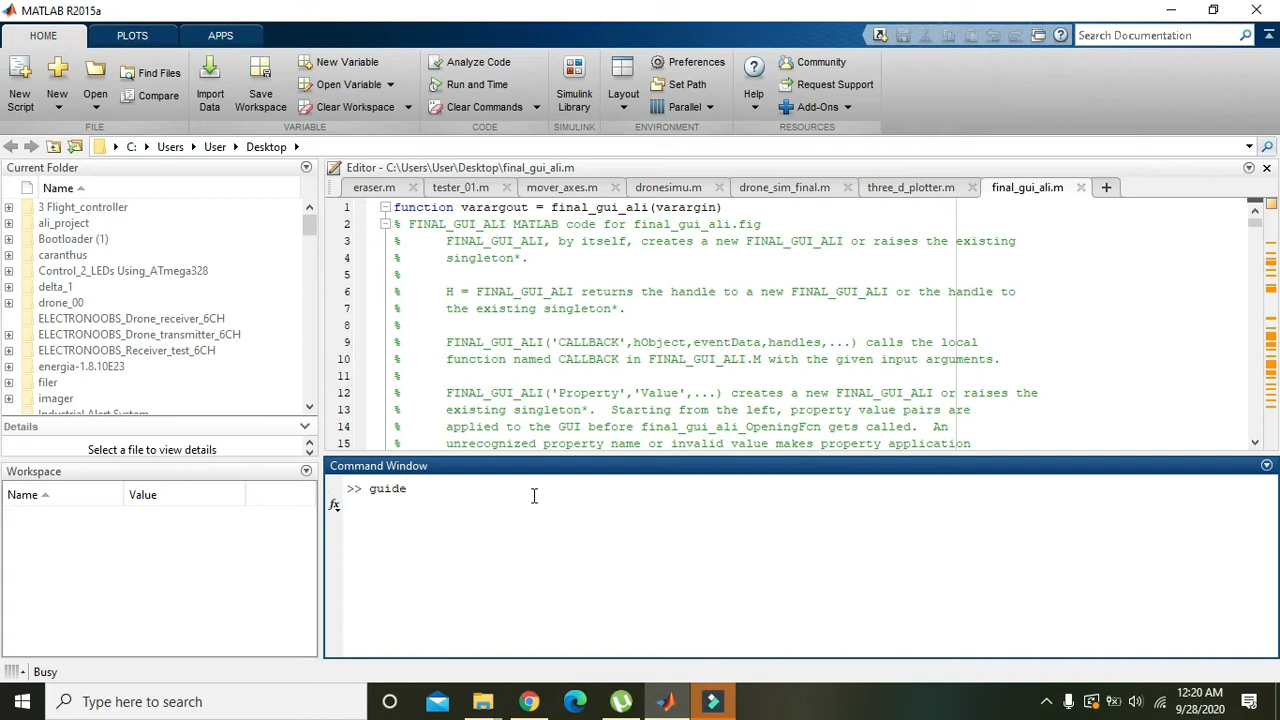 MATLAB R2015a
HOME
PLOTS
APPS
Search Documentation
New Script
New
Open
Find Files
Compare
Import Data
Save Workspace
New Variable
Open Variable
Clear Workspace
Analyze Code
Run and Time
Clear Commands
Simulink Library
Layout
Preferences
Set Path
Parallel
Help
Community
Request Support
Add-Ons
FILE
VARIABLE
CODE
SIMULINK
ENVIRONMENT
RESOURCES
C:
Users
User
Desktop
Current Folder
Name
3 Flight_controller
ali_project
Bootloader (1)
caranthus
Control_2_LEDs Using_ATmega328
delta_1
drone_00
ELECTRONOOBS_Drone_receiver_6CH
ELECTRONOOBS_Drone_transmitter_6CH
ELECTRONOOBS_Receiver_test_6CH
energia-1.8.10E23
filer
imager
Industrial Alert System
Details
Select a file to view details
Workspace
Name
Value
Editor - C:\Users\User\Desktop\final_gui_ali.m
eraser.m
tester_01.m
mover_axes.m
dronesimu.m
drone_sim_final.m
three_d_plotter.m
final_gui_ali.m
1 function varargout = final_gui_ali(varargin)
2 % FINAL_GUI_ALI MATLAB code for final_gui_ali.fig
3 % FINAL_GUI_ALI, by itself, creates a new FINAL_GUI_ALI or raises the existing
4 % singleton*.
5 %
6 % H = FINAL_GUI_ALI returns the handle to a new FINAL_GUI_ALI or the handle to
7 % the existing singleton*.
8 %
9 % FINAL_GUI_ALI('CALLBACK',hObject,eventData,handles,...) calls the local
10 % function named CALLBACK in FINAL_GUI_ALI.M with the given input arguments.
11 %
12 % FINAL_GUI_ALI('Property','Value',...) creates a new FINAL_GUI_ALI or raises the
13 % existing singleton*. Starting from the left, property value pairs are
14 % applied to the GUI before final_gui_ali_OpeningFcn gets called. An
15 % unrecognized property name or invalid value makes property application
Command Window
>> guide
fx
Busy
Type here to search
12:20 AM
9/28/2020